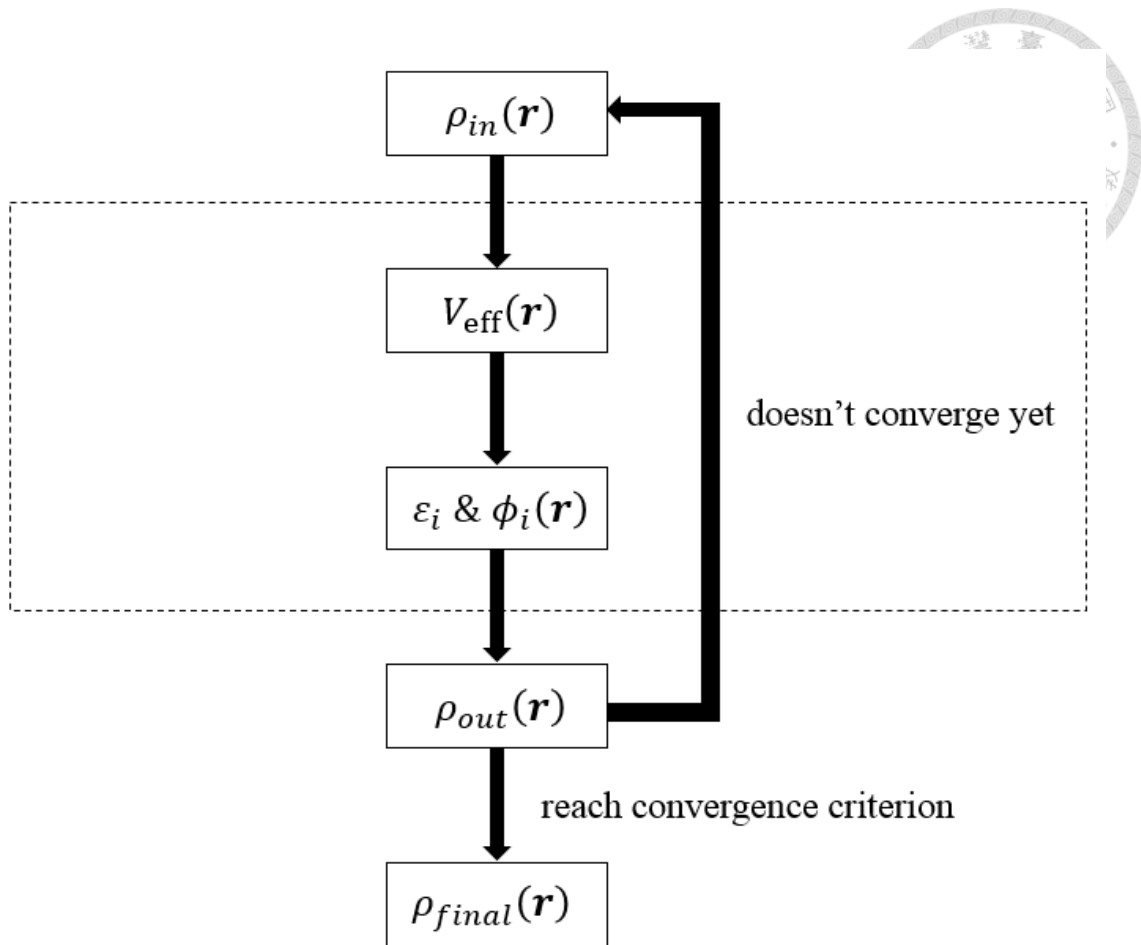 ρ_in(r)
V_eff(r)
doesn't converge yet
ε_i & ϕ_i(r)
ρ_out(r)
reach convergence criterion
ρ_final(r)